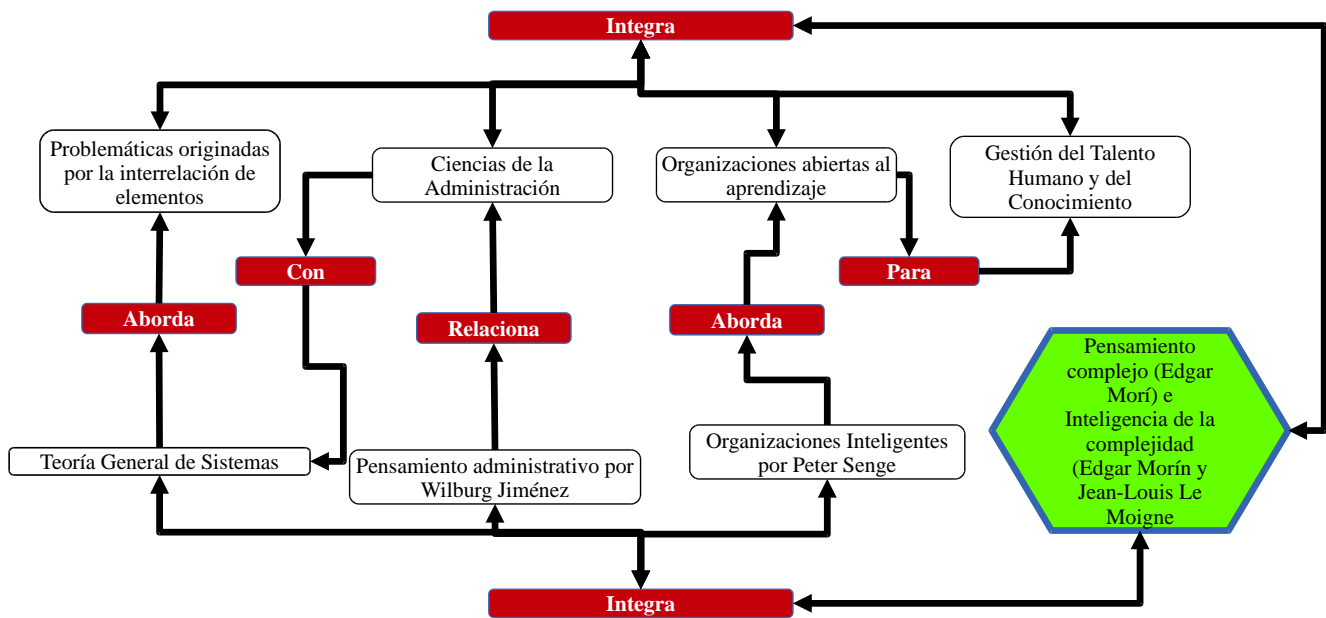 Integra
Problemáticas originadas
por la interrelación de
elementos
Ciencias de la
Administración
Organizaciones abiertas al
aprendizaje
Gestión del Talento
Humano y del
Conocimiento
Con
Para
Aborda
Relaciona
Aborda
Teoría General de Sistemas
Pensamiento administrativo por
Wilburg Jiménez
Organizaciones Inteligentes
por Peter Senge
Pensamiento
complejo (Edgar
Morí) e
Inteligencia de la
complejidad
(Edgar Morín y
Jean-Louis Le
Moigne
Integra